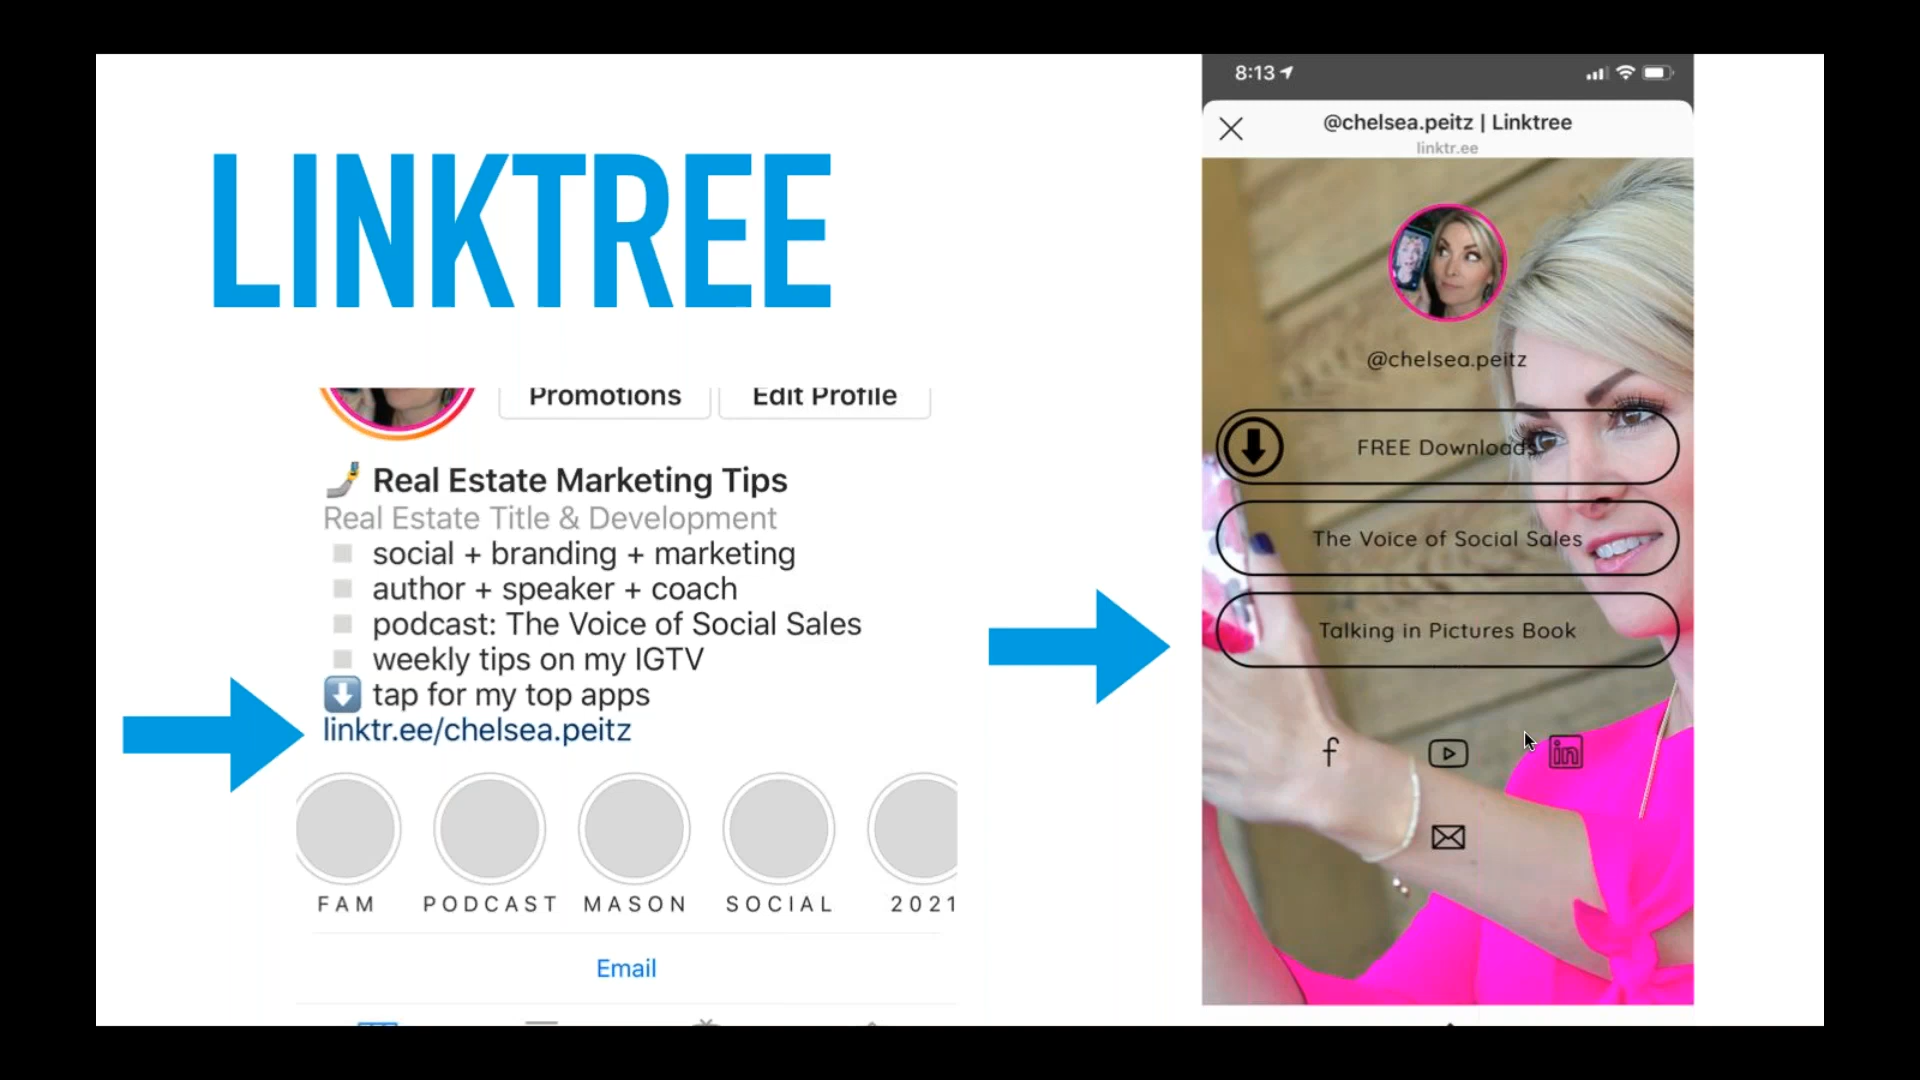 LINKTREE
Promotions
Edit Profile
Real Estate Marketing Tips
Real Estate Title & Development
social + branding + marketing
author + speaker + coach
podcast: The Voice of Social Sales
weekly tips on my IGTV
tap for my top apps
linktr.ee/chelsea.peitz
FAM
PODCAST
MASON
SOCIAL
2021
Email
8:13
@chelsea.peitz | Linktree
linktr.ee
@chelsea.peitz
FREE Downloads
The Voice of Social Sales
Talking in Pictures Book
f
in